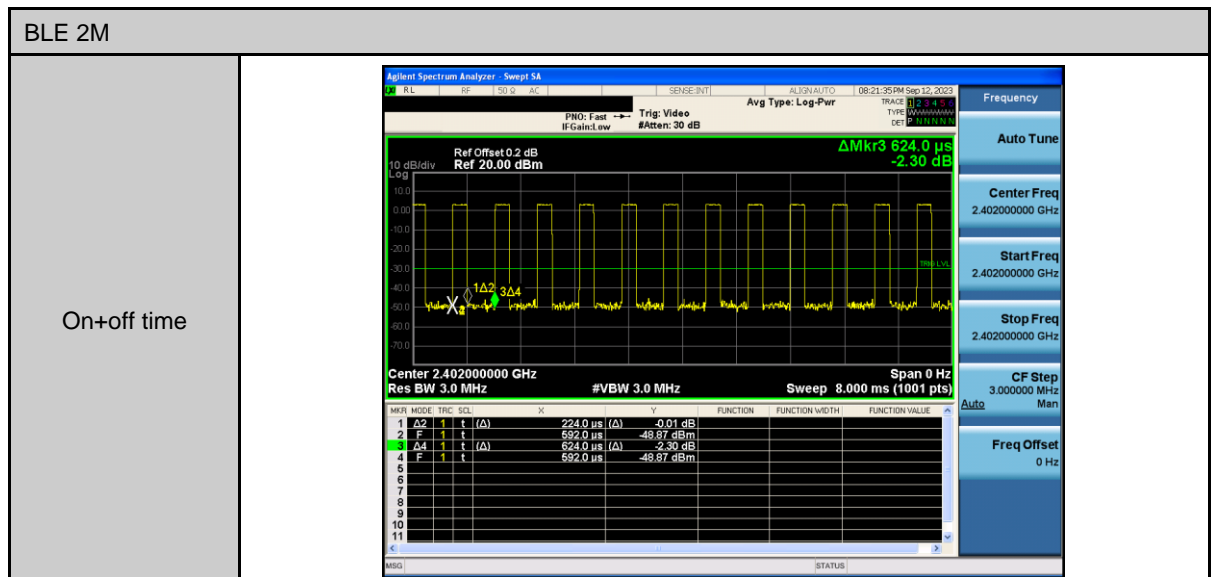 BLE 2M
On+off time
Agilent Spectrum Analyzer - Swept SA
RL RF 50 Ω AC SENSE:INT ALIGN AUTO 08:21:35 PM Sep 12, 2023
Avg Type: Log-Pwr
TRACE 1 2 3 4 5 6
PNO: Fast Trig: Video
TYPE
IFGain:Low #Atten: 30 dB
DET P N N N N N
ΔMkr3 624.0 µs
-2.30 dB
Ref Offset 0.2 dB
10 dB/div Ref 20.00 dBm
Log
10.0
0.00
-10.0
-20.0
-30.0
TRIG LVL
-40.0
1Δ2 3Δ4
-50.0
-60.0
-70.0
Center 2.402000000 GHz Span 0 Hz
Res BW 3.0 MHz #VBW 3.0 MHz Sweep 8.000 ms (1001 pts)
MKR MODE TRC SCL X Y FUNCTION FUNCTION WIDTH FUNCTION VALUE
1 Δ2 1 t (Δ) 224.0 µs (Δ) -0.01 dB
2 F 1 t 592.0 µs -48.87 dBm
3 Δ4 1 t (Δ) 624.0 µs (Δ) -2.30 dB
4 F 1 t 592.0 µs -48.87 dBm
5
6
7
8
9
10
11
MSG STATUS
Frequency
Auto Tune
Center Freq
2.402000000 GHz
Start Freq
2.402000000 GHz
Stop Freq
2.402000000 GHz
CF Step
3.000000 MHz
Auto Man
Freq Offset
0 Hz